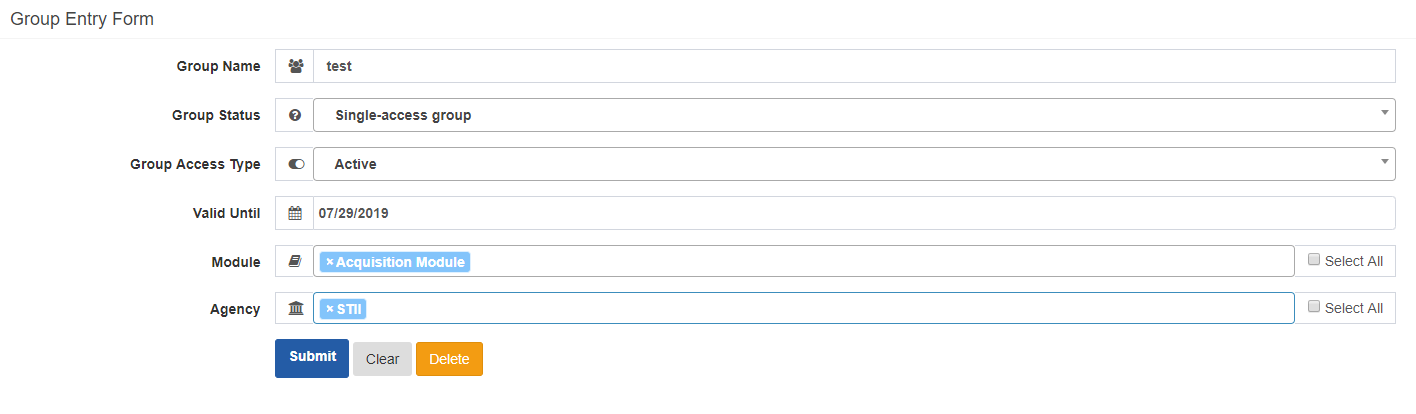 Group Entry Form
Group Name test
Group Status Single-access group
Group Access Type Active
Valid Until 07/29/2019
Module × Acquisition Module Select All
Agency × STII Select All
Submit Clear Delete